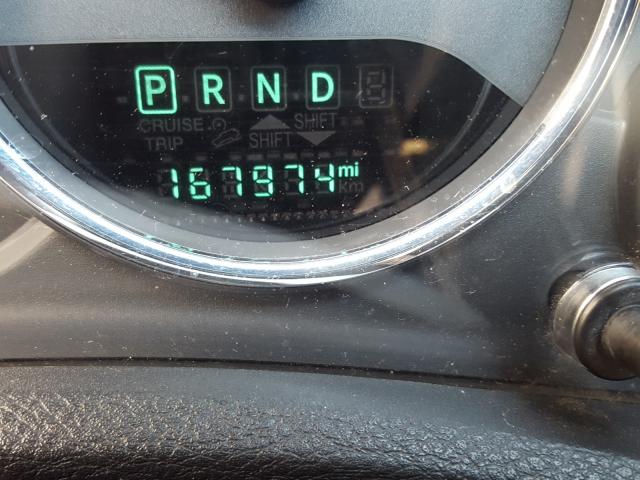 P R N D
CRUISE
SHIFT
TRIP
SHIFT
167974 mi
km